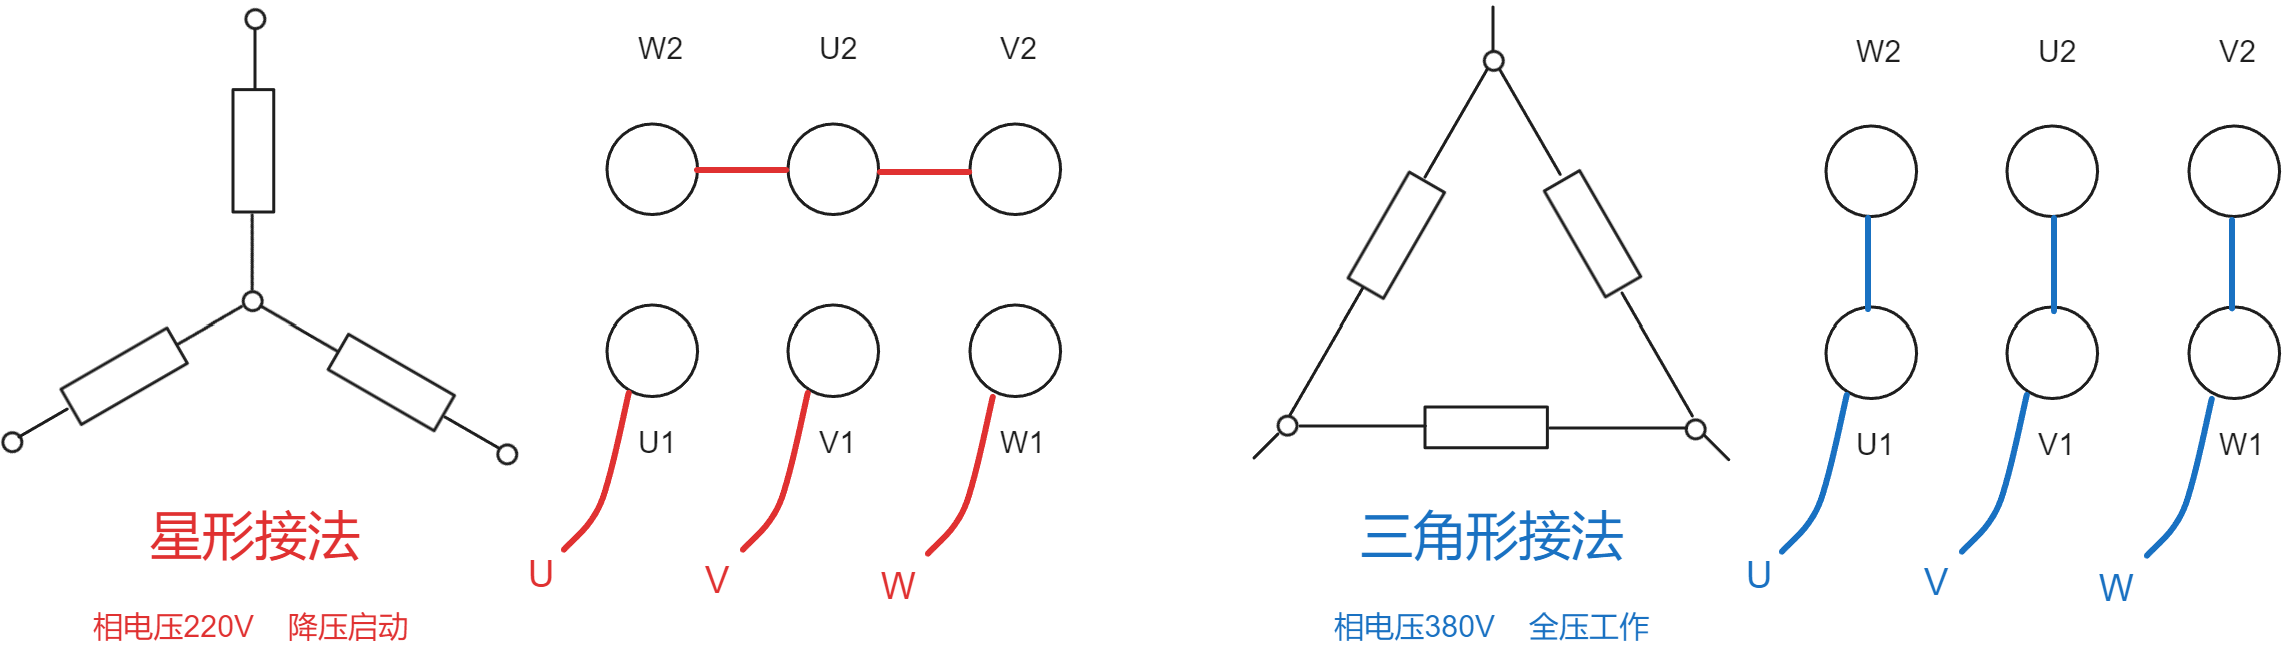 W2 U2 V2
U1 V1 W1
U V W
星形接法
相电压220V 降压启动
W2 U2 V2
U1 V1 W1
U V W
三角形接法
相电压380V 全压工作